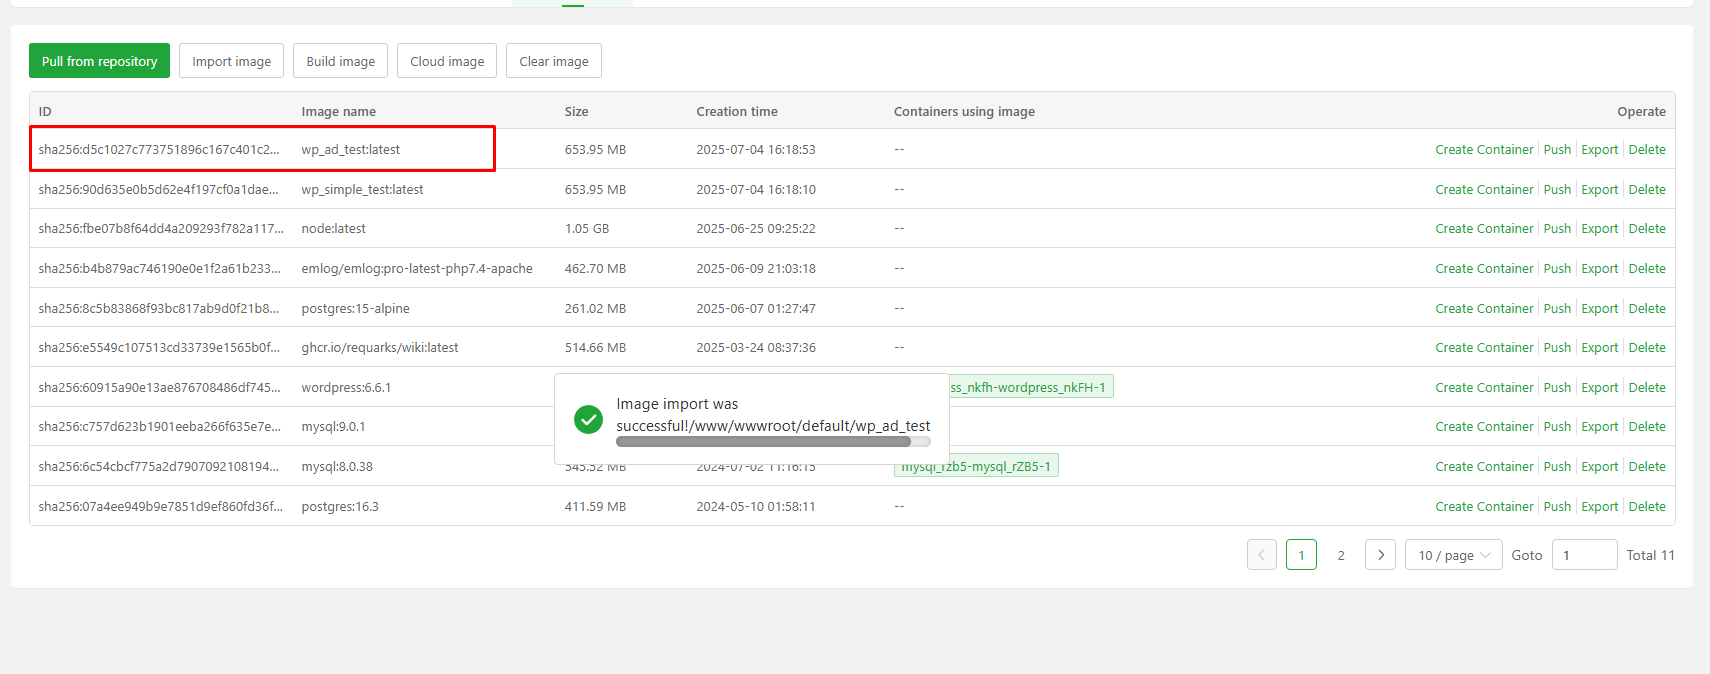 Pull from repository Import image Build image Cloud image Clear image
ID Image name Size Creation time Containers using image Operate
sha256:d5c1027c773751896c167c401c2... wp_ad_test:latest 653.95 MB 2025-07-04 16:18:53 -- Create Container Push Export Delete
sha256:90d635e0b5d62e4f197cf0a1dae... wp_simple_test:latest 653.95 MB 2025-07-04 16:18:10 -- Create Container Push Export Delete
sha256:fbe07b8f64dd4a209293f782a117... node:latest 1.05 GB 2025-06-25 09:25:22 -- Create Container Push Export Delete
sha256:b4b879ac746190e0e1f2a61b233... emlog/emlog:pro-latest-php7.4-apache 462.70 MB 2025-06-09 21:03:18 -- Create Container Push Export Delete
sha256:8c5b83868f93bc817ab9d0f21b8... postgres:15-alpine 261.02 MB 2025-06-07 01:27:47 -- Create Container Push Export Delete
sha256:e5549c107513cd33739e1565b0f... ghcr.io/requarks/wiki:latest 514.66 MB 2025-03-24 08:37:36 -- Create Container Push Export Delete
sha256:60915a90e13ae876708486df745... wordpress:6.6.1 ss_nkfh-wordpress_nkFH-1 Create Container Push Export Delete
Image import was
successful!/www/wwwroot/default/wp_ad_test
sha256:c757d623b1901eeba266f635e7e... mysql:9.0.1 Create Container Push Export Delete
sha256:6c54cbcf775a2d7907092108194... mysql:8.0.38 545.52 MB 2024-07-02 11:16:15 mysql_rzb5-mysql_rZB5-1 Create Container Push Export Delete
sha256:07a4ee949b9e7851d9ef860fd36f... postgres:16.3 411.59 MB 2024-05-10 01:58:11 -- Create Container Push Export Delete
1 2 10 / page Goto 1 Total 11